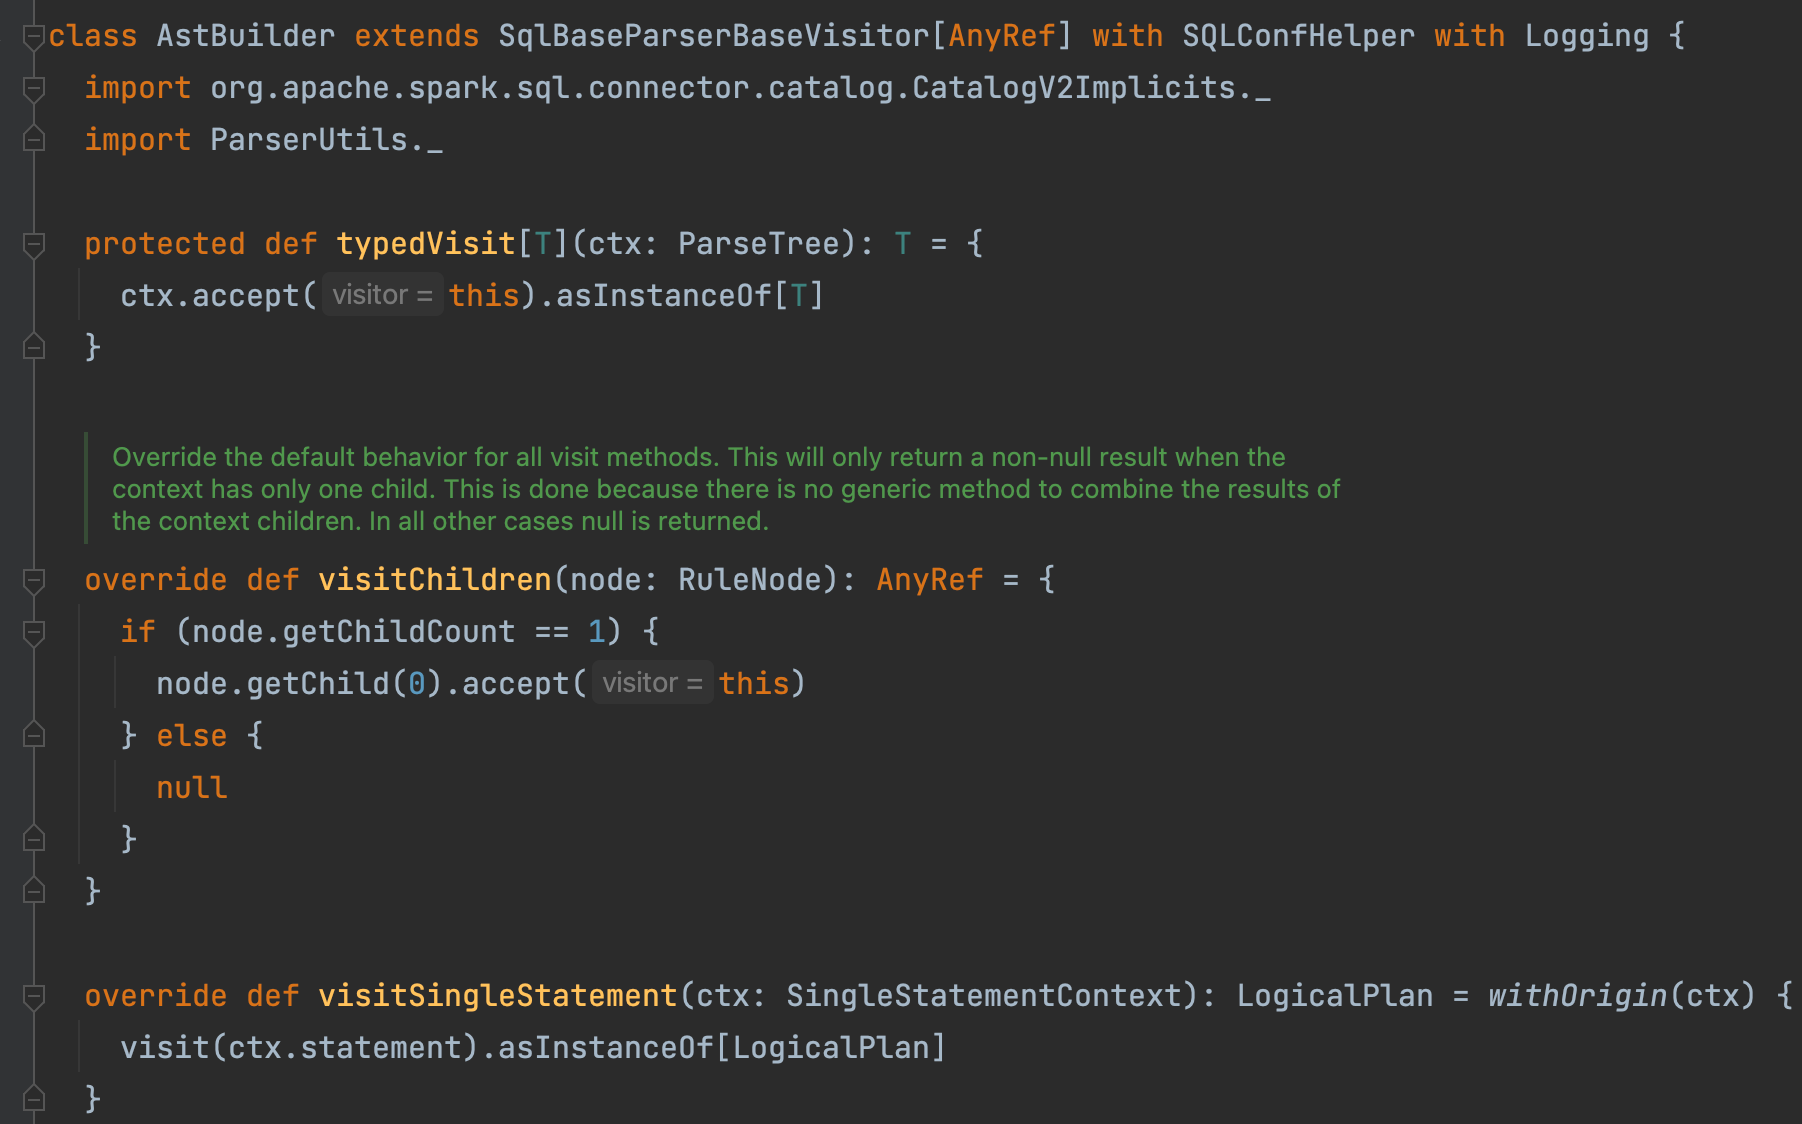 class AstBuilder extends SqlBaseParserBaseVisitor[AnyRef] with SQLConfHelper with Logging {
import org.apache.spark.sql.connector.catalog.CatalogV2Implicits._
import ParserUtils._
protected def typedVisit[T](ctx: ParseTree): T = {
ctx.accept( visitor = this).asInstanceOf[T]
}
Override the default behavior for all visit methods. This will only return a non-null result when the
context has only one child. This is done because there is no generic method to combine the results of
the context children. In all other cases null is returned.
override def visitChildren(node: RuleNode): AnyRef = {
if (node.getChildCount == 1) {
node.getChild(0).accept( visitor = this)
} else {
null
}
}
override def visitSingleStatement(ctx: SingleStatementContext): LogicalPlan = withOrigin(ctx) {
visit(ctx.statement).asInstanceOf[LogicalPlan]
}